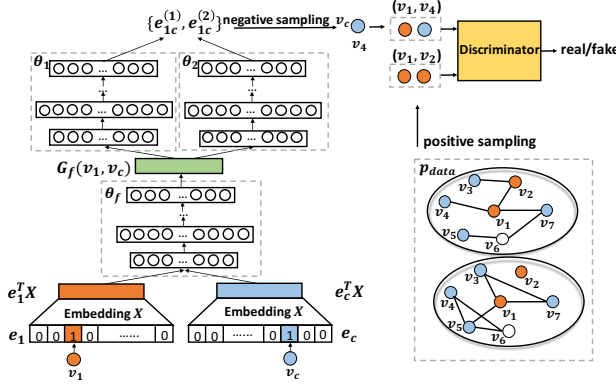 {e_{1c}^{(1)}, e_{1c}^{(2)}} negative sampling v_c v_4 (v_1, v_4)
Discriminator real/fake
(v_1, v_2)
θ_1 θ_2
...... ......
... ...
...... ......
... ...
positive sampling
G_f(v_1, v_c)
p_{data}
θ_f
...
...
...
...
v_3 v_2
v_4 v_1 v_7
v_5 v_6
e_1^T X e_c^T X
Embedding X Embedding X
e_1 0 0 1 0 ...... 0 0 0 0 ...... 0 1 0 0 e_c
v_1 v_c
v_3 v_2
v_4 v_1 v_7
v_5 v_6